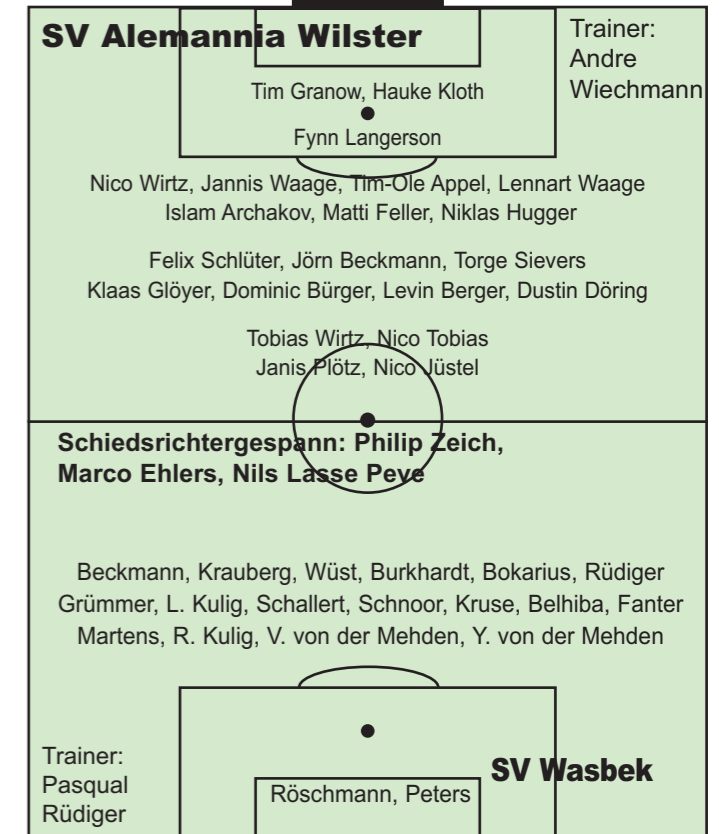 SV Alemannia Wilster
Trainer:
Andre
Wiechmann
Tim Granow, Hauke Kloth
Fynn Langerson
Nico Wirtz, Jannis Waage, Tim-Ole Appel, Lennart Waage
Islam Archakov, Matti Feller, Niklas Hugger
Felix Schlüter, Jörn Beckmann, Torge Sievers
Klaas Glöyer, Dominic Bürger, Levin Berger, Dustin Döring
Tobias Wirtz, Nico Tobias
Janis Plötz, Nico Jüstel
Schiedsrichtergespann: Philip Zeich,
Marco Ehlers, Nils Lasse Peve
Beckmann, Krauberg, Wüst, Burkhardt, Bokarius, Rüdiger
Grümmer, L. Kulig, Schallert, Schnoor, Kruse, Belhiba, Fanter
Martens, R. Kulig, V. von der Mehden, Y. von der Mehden
Trainer:
Pasqual
Rüdiger
SV Wasbek
Röschmann, Peters